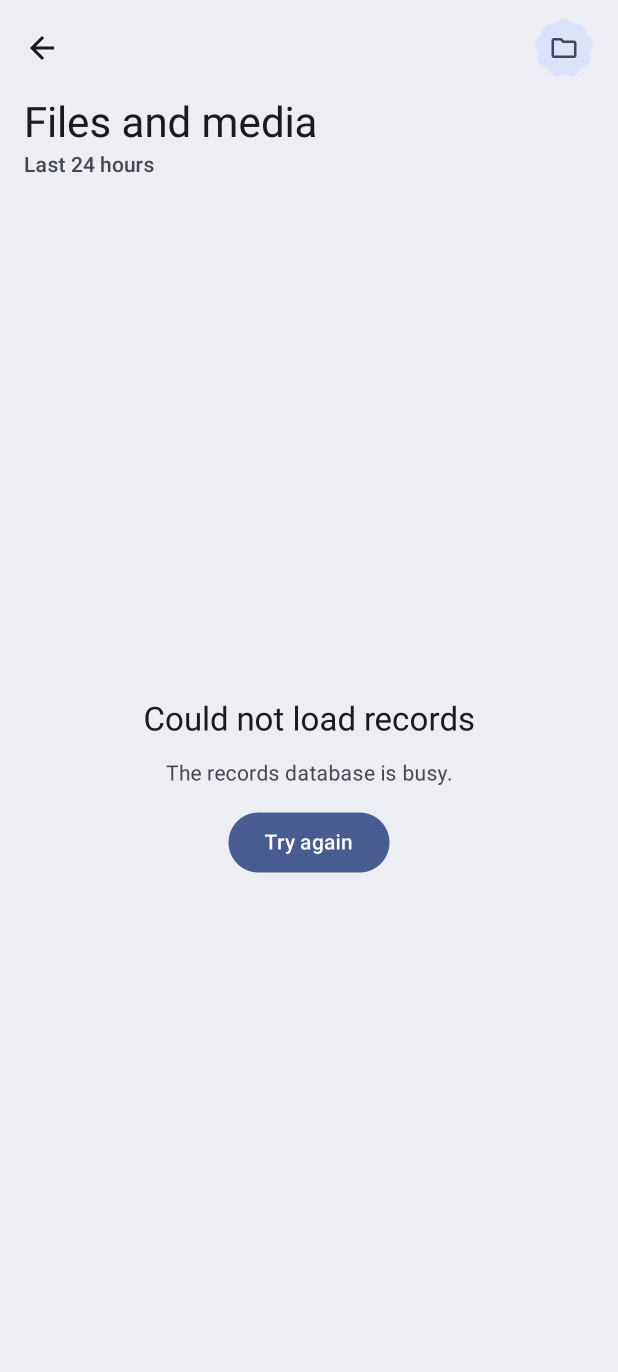 Files and media
Last 24 hours
Could not load records
The records database is busy.
Try again